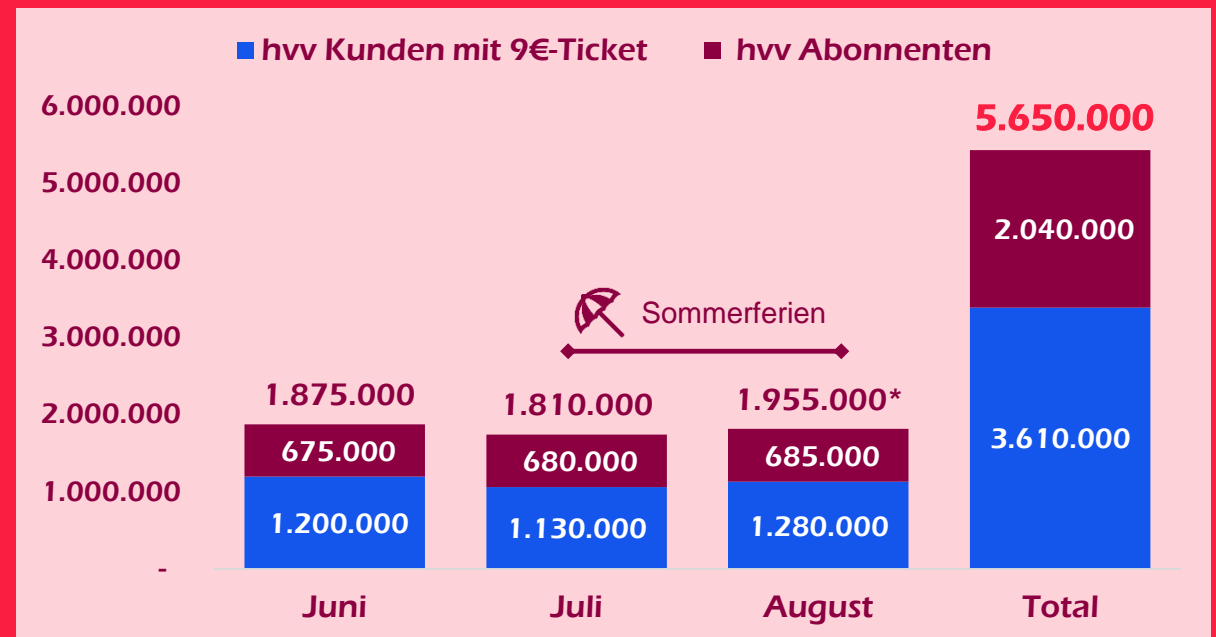 hvv Kunden mit 9€-Ticket hvv Abonnenten
6.000.000
5.650.000
5.000.000
2.040.000
4.000.000
Sommerferien
3.000.000
1.875.000 1.810.000 1.955.000*
2.000.000
675.000 680.000 685.000
3.610.000
1.000.000
1.200.000 1.130.000 1.280.000
-
Juni Juli August Total